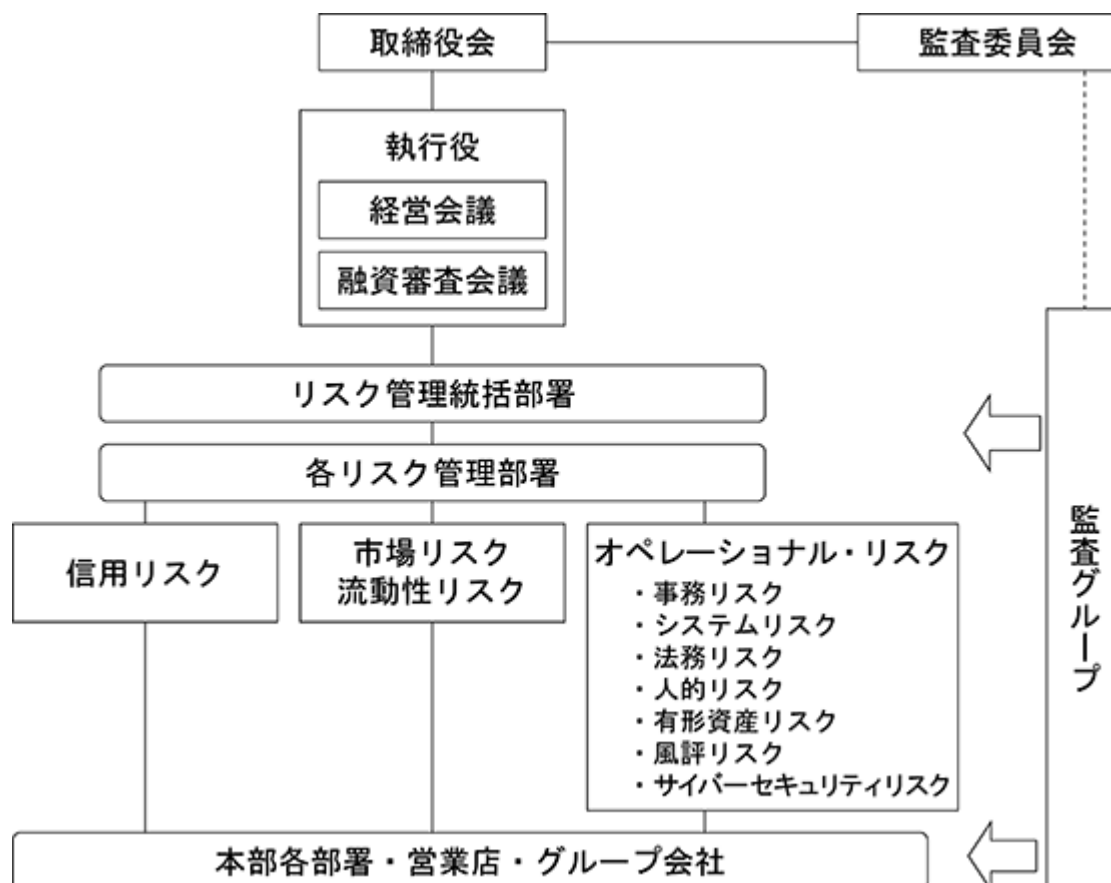 取締役会
監査委員会
執行役
経営会議
融資審査会議
リスク管理統括部署
各リスク管理部署
信用リスク
市場リスク
流動性リスク
オペレーショナル・リスク
・事務リスク
・システムリスク
・法務リスク
・人的リスク
・有形資産リスク
・風評リスク
・サイバーセキュリティリスク
監査グループ
本部各部署・営業店・グループ会社